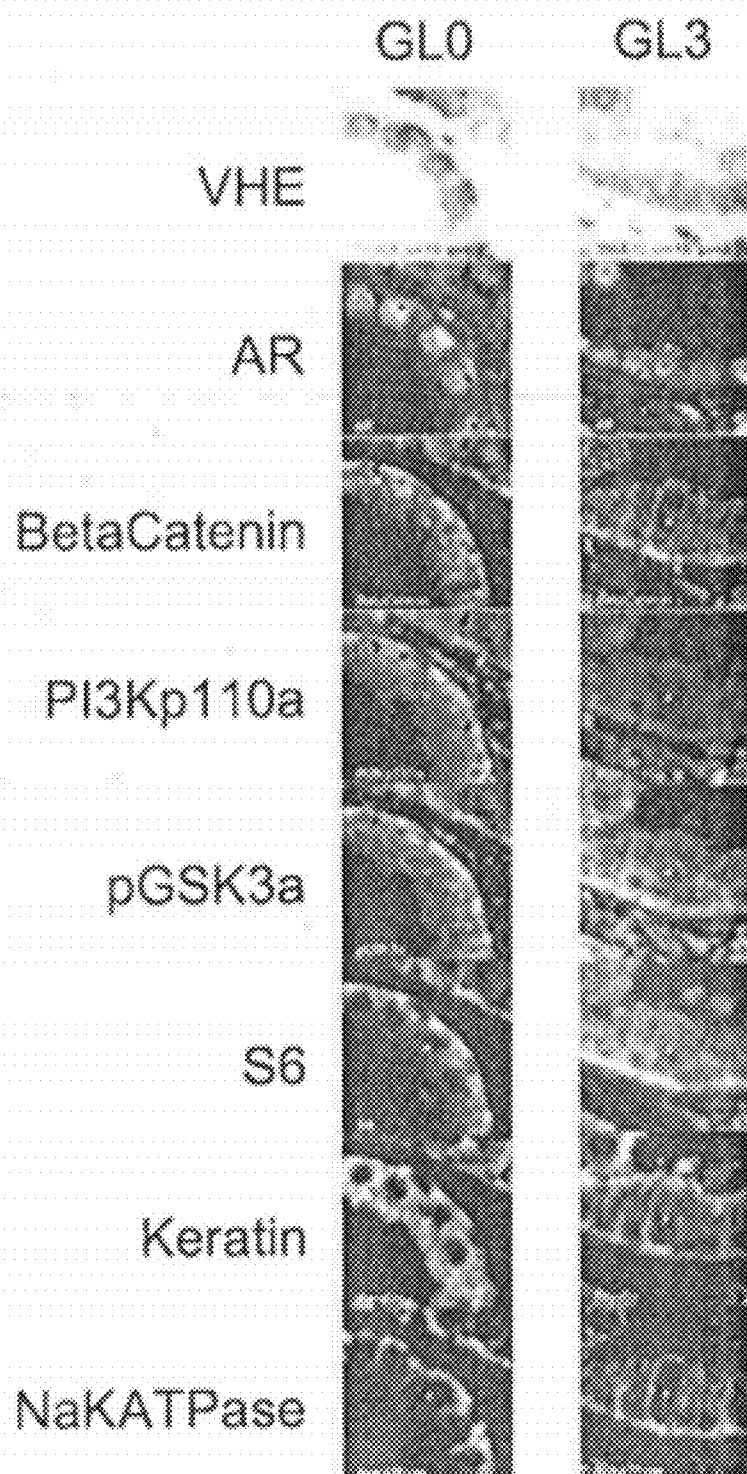 GL0 GL3
VHE
AR
BetaCatenin
PI3Kp110a
pGSK3a
S6
Keratin
NaKATPase